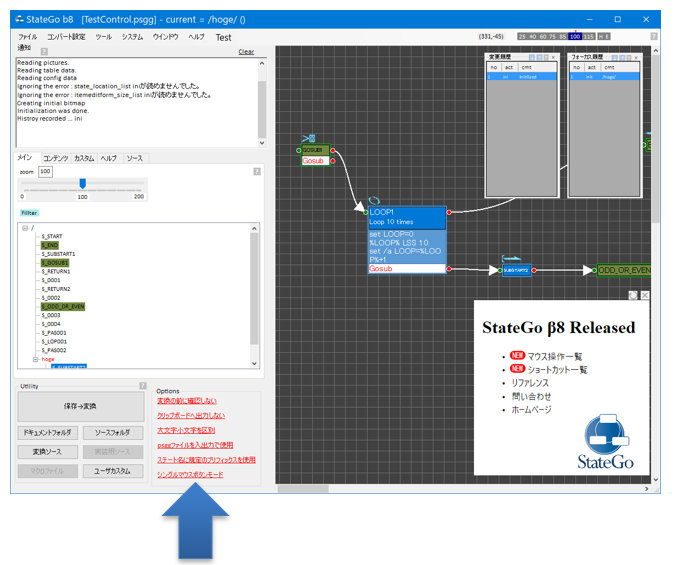 StateGo b8 [TestControl.psgg] - current = /hoge/ ()
ファイル コンバート設定 ツール システム ウインドウ ヘルプ Test
(331,-45)
25 40 60 75 85 100 115 H E
通知 ? Clear
Reading pictures.
Reading table data.
Reading config data
Ignoring the error : state_location_list iniが読めませんでした。
Ignoring the error : itemeditform_size_list iniが読めませんでした。
Creating initial bitmap
Initialization was done.
Histroy recorded ... ini
メイン コンテンツ カスタム ヘルプ ソース
zoom 100 ?
0 100 200
Filter
/
S_START
S_END
S_SUBSTART1
S_GOSUB1
S_RETURN1
S_0001
S_RETURN2
S_0002
S_ODD_OR_EVEN
S_0003
S_0004
S_PAS001
S_LOP001
S_PAS002
hoge
S_SUBSTART2
Utility ?
保存→変換
ドキュメントフォルダ ソースフォルダ
変換ソース
マクロファイル ユーザカスタム
Options
変換の前に確認しない
クリップボードへ出力しない
大文字小文字を区別
psggファイルを入出力で使用
ステート名に規定のプリフィックスを使用
シングルマウスボタンモード
変更履歴
no act cmt
フォーカス履歴
no act cmt
GOSUB1
Gosub
LOOP1
Loop 10 times
set LOOP=0
%LOOP% LSS 10
set /a LOOP=%LOO
P%+1
Gosub
SUBSTART2
ODD_OR_EVEN
StateGo β8 Released
NEW マウス操作一覧
NEW ショートカット一覧
リファレンス
問い合わせ
ホームページ
StateGo